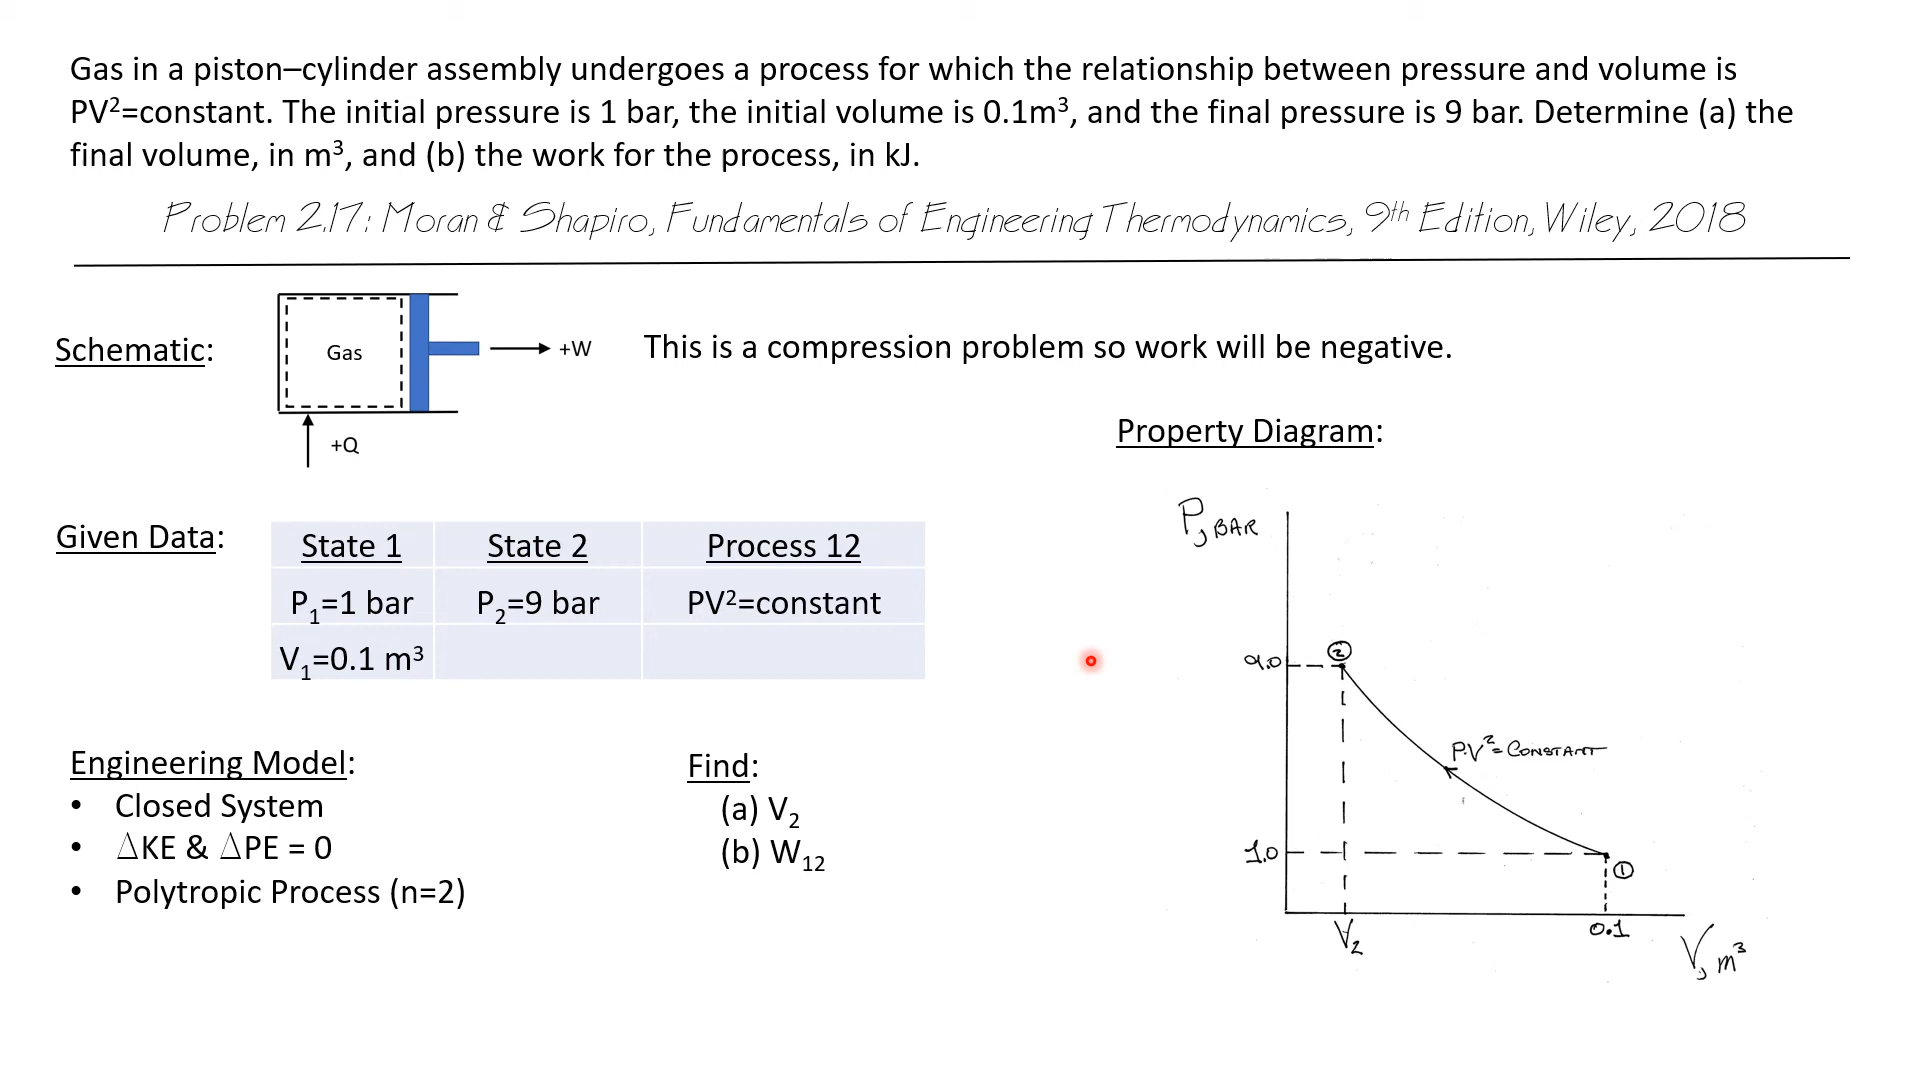 Gas in a piston–cylinder assembly undergoes a process for which the relationship between pressure and volume is
PV²=constant. The initial pressure is 1 bar, the initial volume is 0.1m³, and the final pressure is 9 bar. Determine (a) the
final volume, in m³, and (b) the work for the process, in kJ.
Problem 2.17: Moran & Shapiro, Fundamentals of Engineering Thermodynamics, 9th Edition, Wiley, 2018
Schematic:
Gas
+W
+Q
This is a compression problem so work will be negative.
Given Data:
State 1 State 2 Process 12
P₁=1 bar P₂=9 bar PV²=constant
V₁=0.1 m³
Engineering Model:
• Closed System
• ΔKE & ΔPE = 0
• Polytropic Process (n=2)
Find:
(a) V₂
(b) W₁₂
Property Diagram:
P, BAR
9.0
②
PV²=CONSTANT
1.0
①
V₂
0.1
V, m³